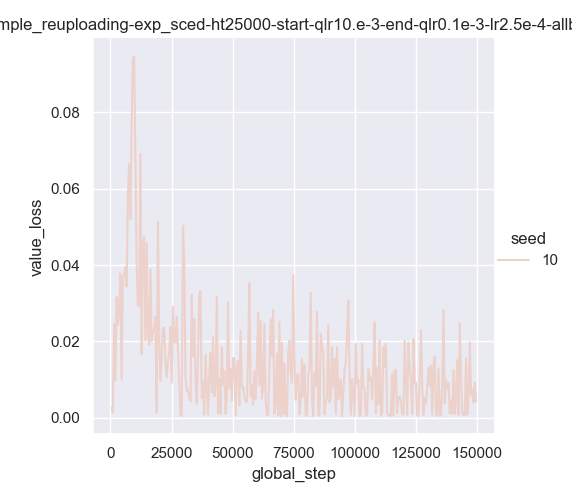 mple_reuploading-exp_sced-ht25000-start-qlr10.e-3-end-qlr0.1e-3-lr2.5e-4-allb
0.08
0.06
0.04
0.02
0.00
value_loss
0 25000 50000 75000 100000 125000 150000
global_step
seed
10